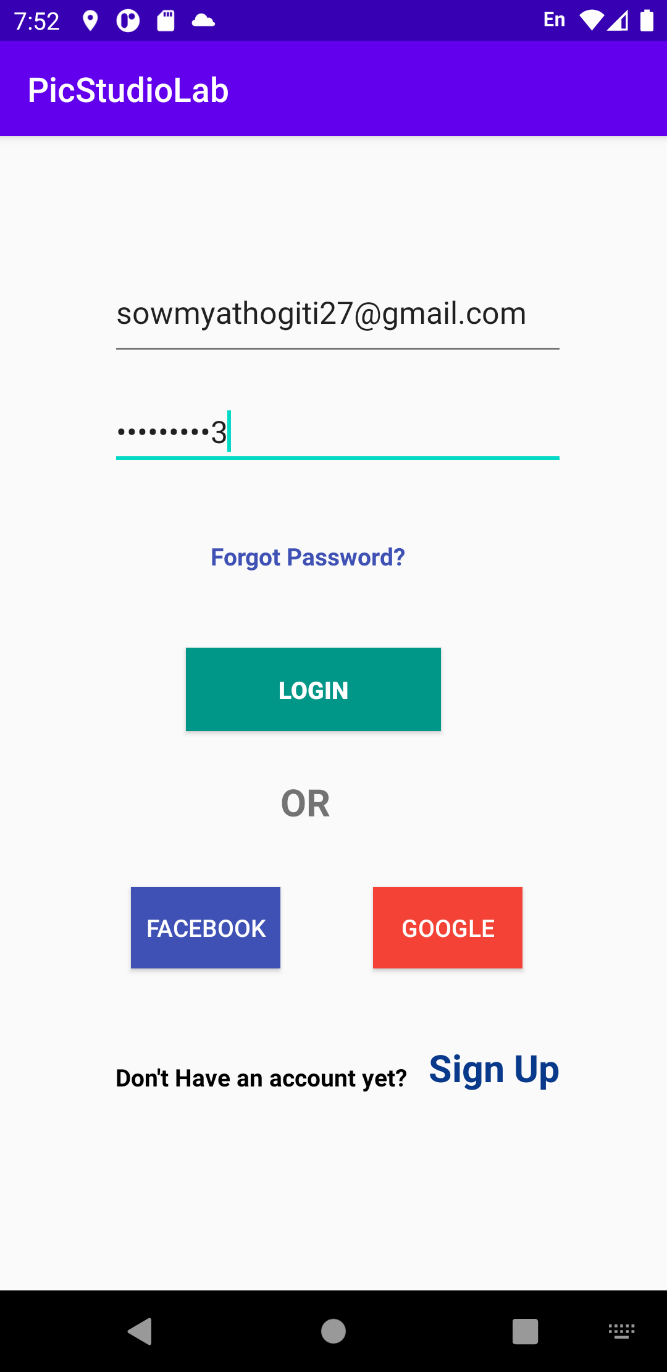 7:52 En
PicStudioLab
sowmyathogiti27@gmail.com
•••••••••3
Forgot Password?
LOGIN
OR
FACEBOOK GOOGLE
Don't Have an account yet? Sign Up